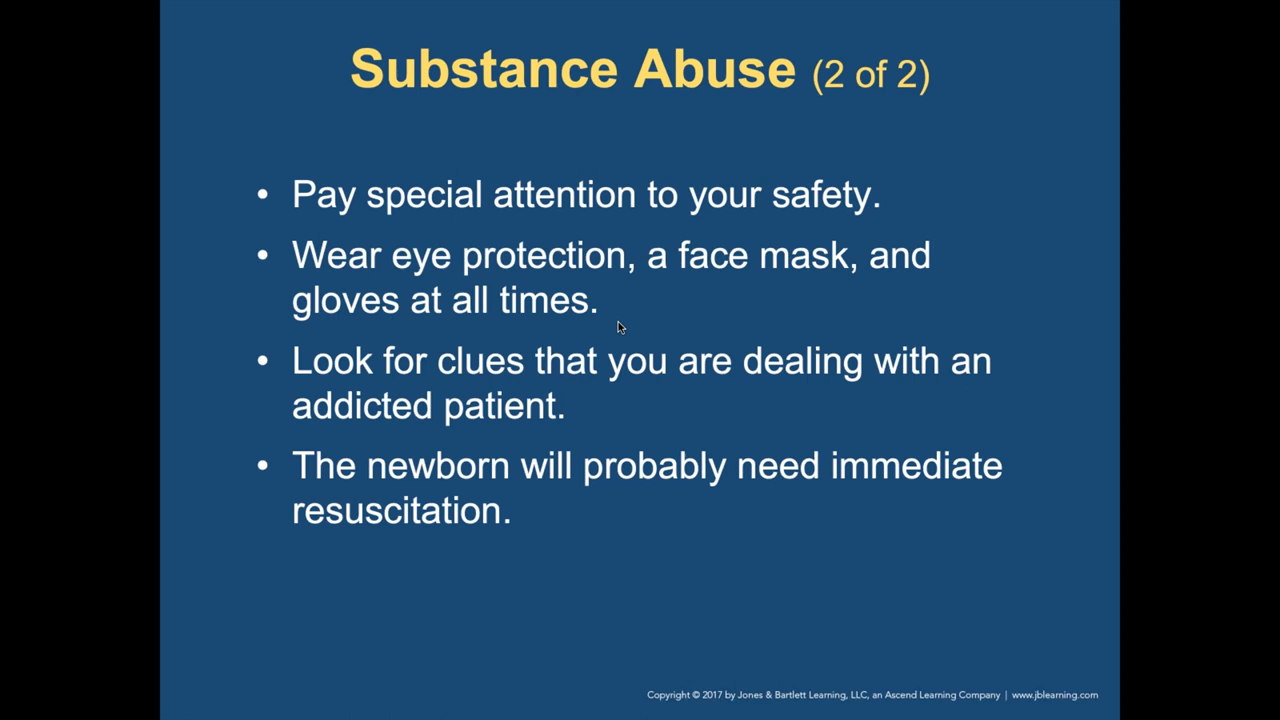 Substance Abuse (2 of 2)
• Pay special attention to your safety.
• Wear eye protection, a face mask, and
gloves at all times.
• Look for clues that you are dealing with an
addicted patient.
• The newborn will probably need immediate
resuscitation.
Copyright © 2017 by Jones & Bartlett Learning, LLC, an Ascend Learning Company | www.jblearning.com